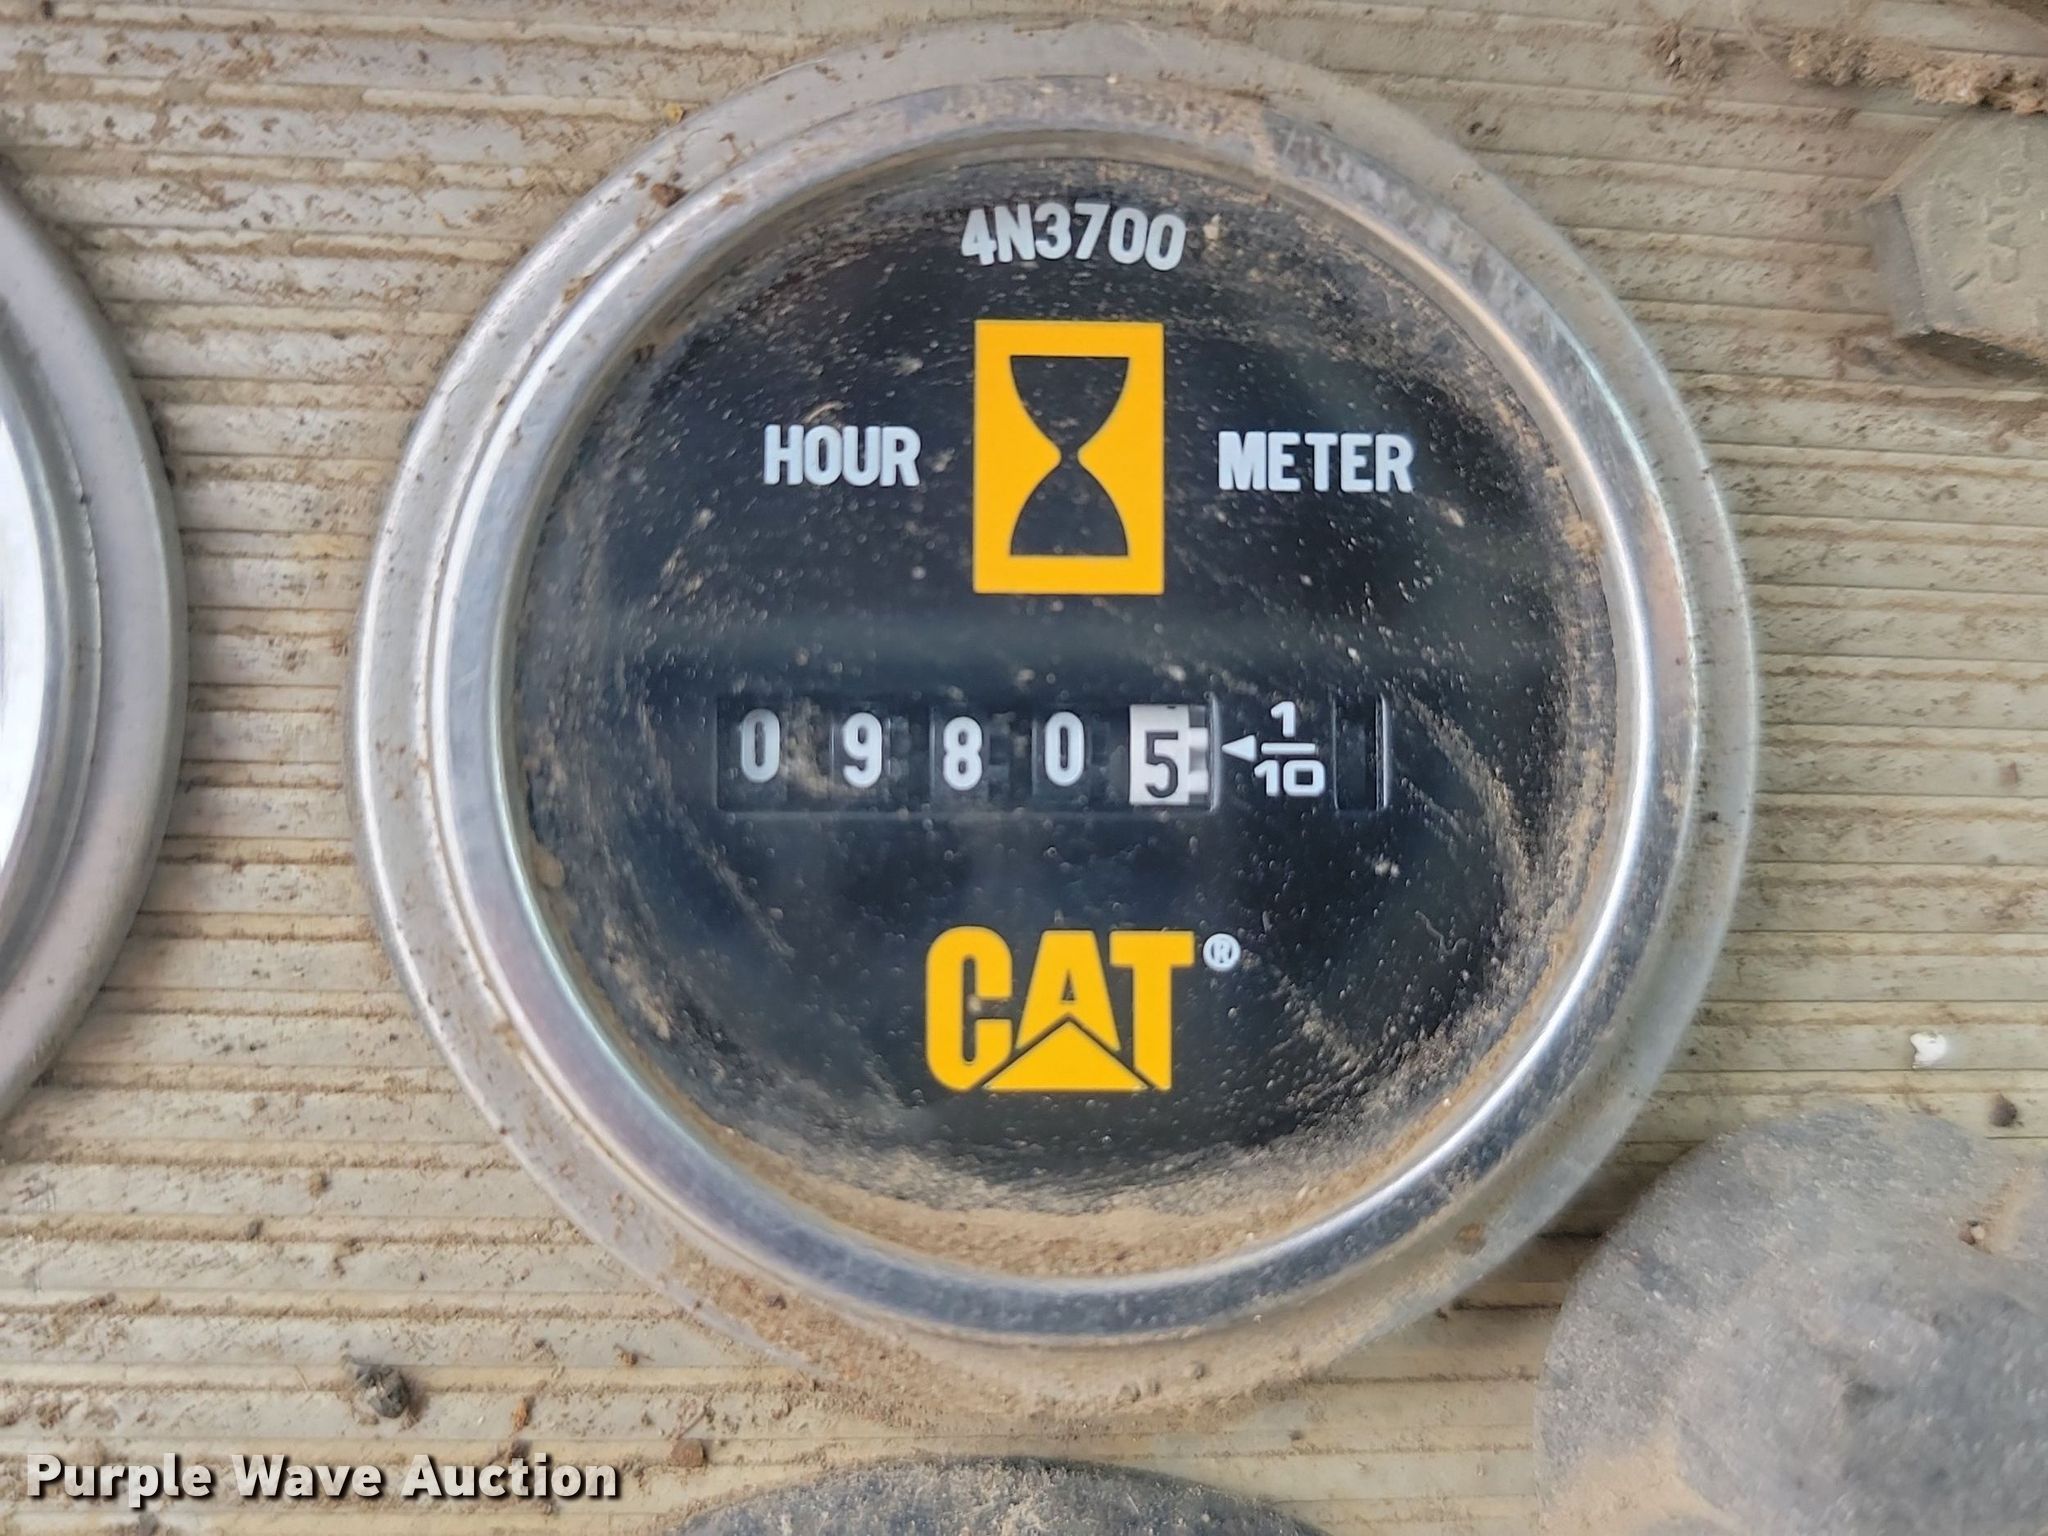 4N3700
HOUR METER
0 9 8 0 5 ◄ 1/10
CAT®
Purple Wave Auction